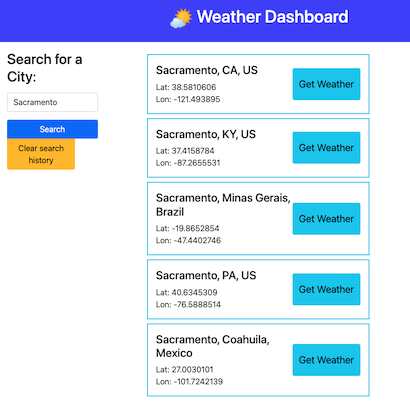 Weather Dashboard
Search for a
City:
Sacramento
Search
Clear search
history
Sacramento, CA, US
Lat: 38.5810606
Lon: -121.493895
Get Weather
Sacramento, KY, US
Lat: 37.4158784
Lon: -87.2655531
Get Weather
Sacramento, Minas Gerais,
Brazil
Lat: -19.8652854
Lon: -47.4402746
Get Weather
Sacramento, PA, US
Lat: 40.6345309
Lon: -76.5888514
Get Weather
Sacramento, Coahuila,
Mexico
Lat: 27.0030101
Lon: -101.7242139
Get Weather